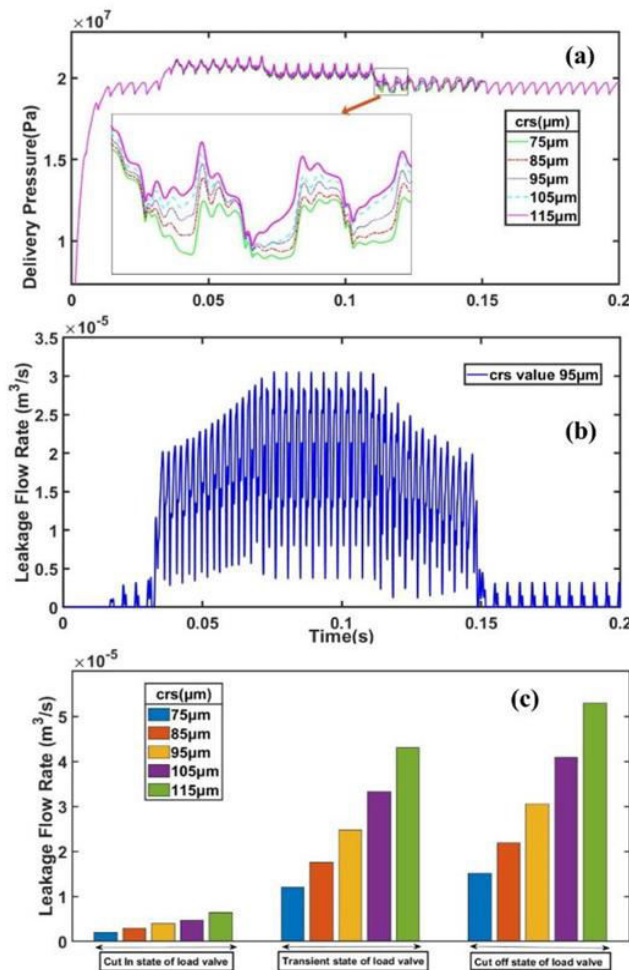 ×10⁷
(a)
2
1.5
1
Delivery Pressure(Pa)
crs(μm)
75μm
85μm
95μm
105μm
115μm
0
0.05
0.1
0.15
0.2
×10⁻⁵
3.5
3
2.5
2
1.5
1
0.5
0
Leakage Flow Rate (m³/s)
crs value 95μm
(b)
0
0.05
0.1
0.15
0.2
Time(s)
×10⁻⁵
5
4
3
2
1
0
Leakage Flow Rate (m³/s)
crs(μm)
75μm
85μm
95μm
105μm
115μm
(c)
Cut In state of load valve
Transient state of load valve
Cut off state of load valve